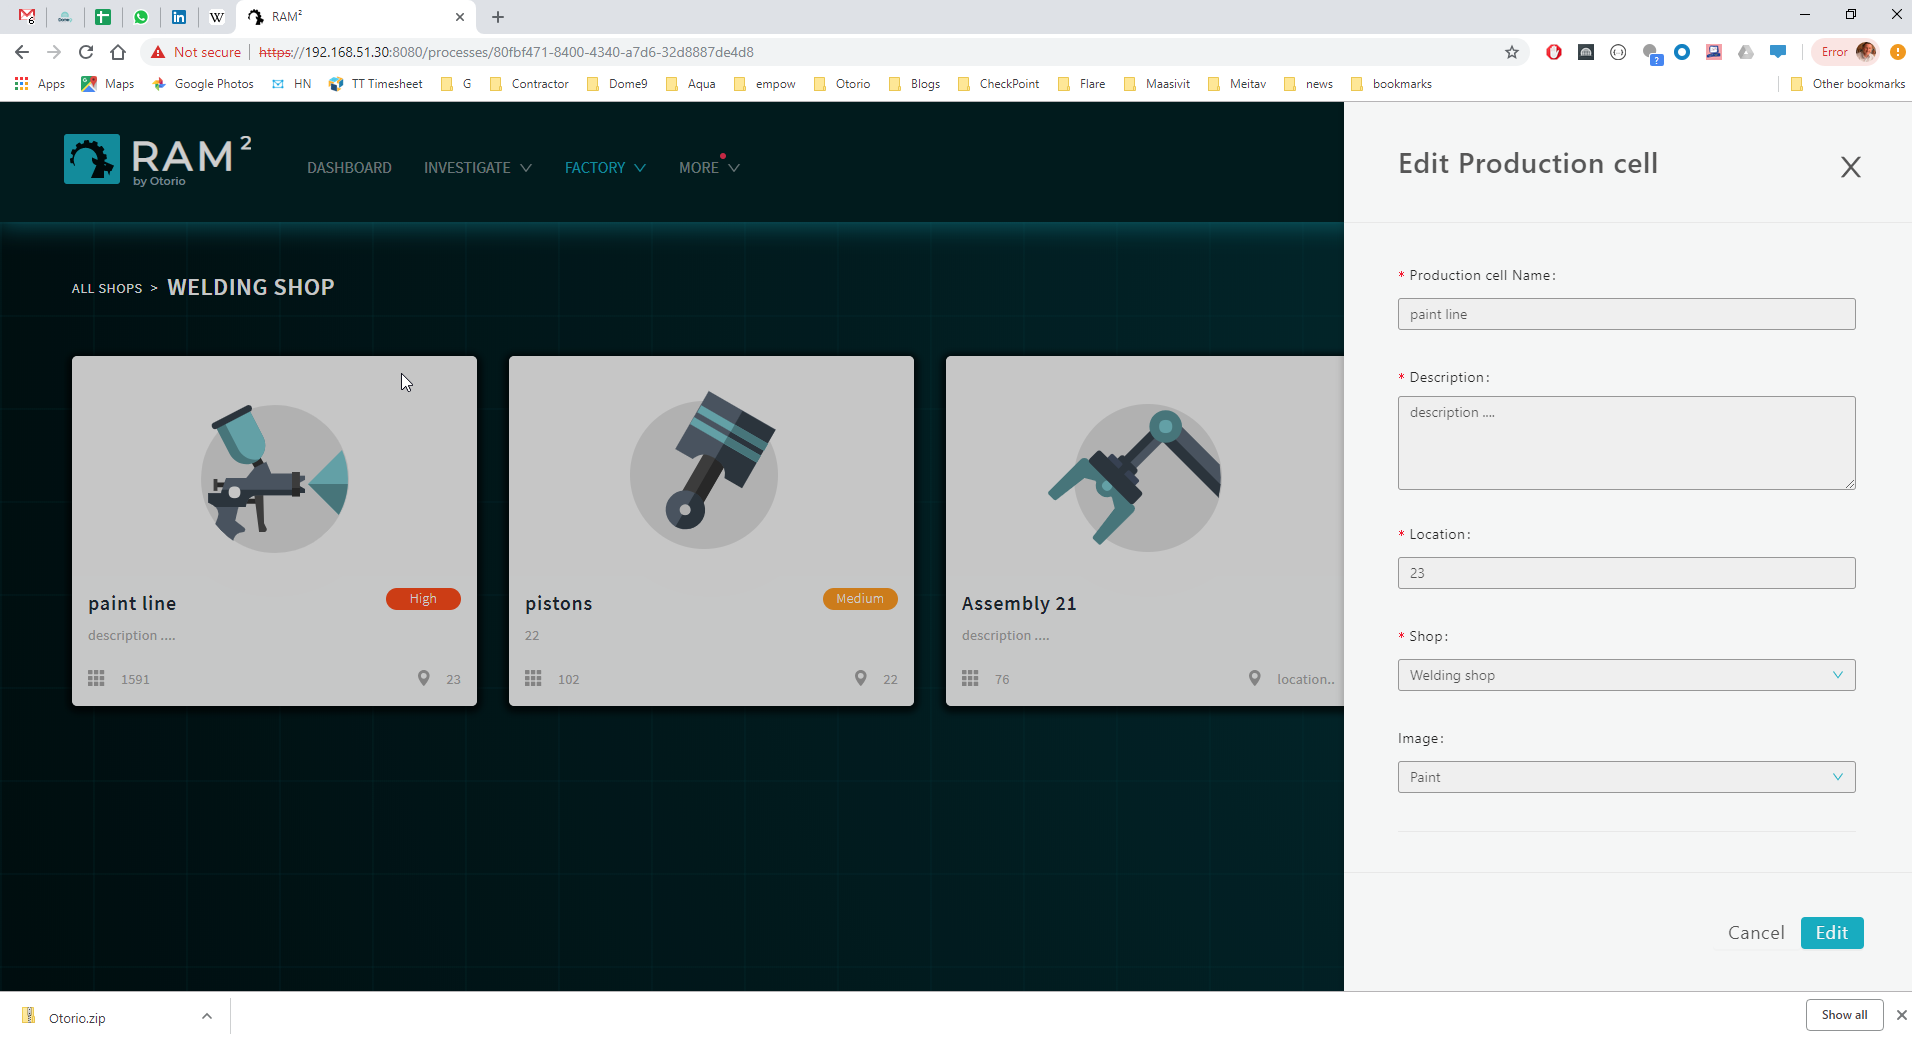 6
W
RAM²
Not secure
https://192.168.51.30:8080/processes/80fbf471-8400-4340-a7d6-32d8887de4d8
?
Error
Apps
Maps
Google Photos
HN
TT Timesheet
G
Contractor
Dome9
Aqua
empow
Otorio
Blogs
CheckPoint
Flare
Maasivit
Meitav
news
bookmarks
Other bookmarks
RAM²
by Otorio
DASHBOARD
INVESTIGATE
FACTORY
MORE
ALL SHOPS > WELDING SHOP
paint line
High
description ....
1591
23
pistons
Medium
22
102
22
Assembly 21
description ....
76
location..
Edit Production cell
X
* Production cell Name:
paint line
* Description:
description ....
* Location:
23
* Shop:
Welding shop
Image:
Paint
Cancel
Edit
Otorio.zip
Show all